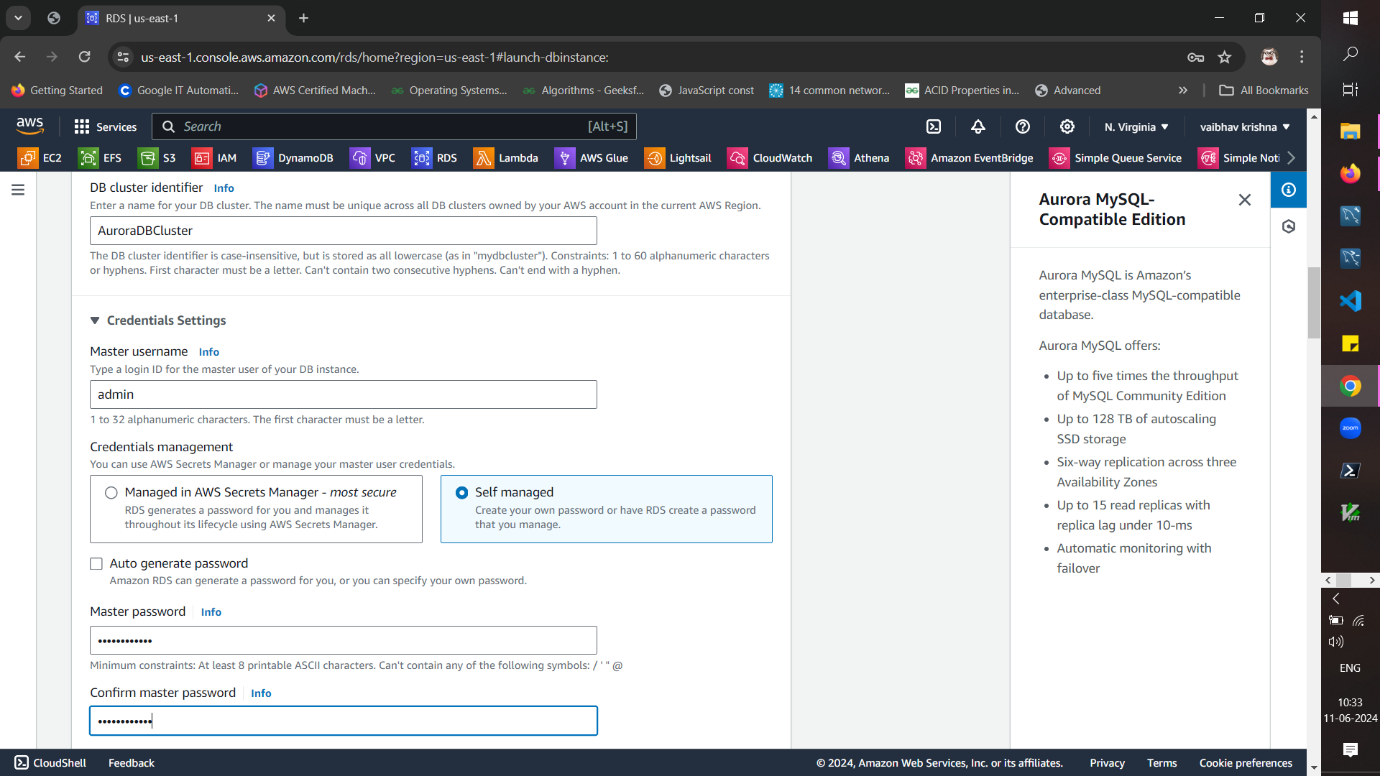 RDS | us-east-1
us-east-1.console.aws.amazon.com/rds/home?region=us-east-1#launch-dbinstance:
Getting Started
Google IT Automati...
AWS Certified Mach...
Operating Systems...
Algorithms - Geeksf...
JavaScript const
14 common networ...
ACID Properties in...
Advanced
All Bookmarks
aws
Services
Search
[Alt+S]
N. Virginia
vaibhav krishna
EC2
EFS
S3
IAM
DynamoDB
VPC
RDS
Lambda
AWS Glue
Lightsail
CloudWatch
Athena
Amazon EventBridge
Simple Queue Service
Simple Noti
DB cluster identifier Info
Enter a name for your DB cluster. The name must be unique across all DB clusters owned by your AWS account in the current AWS Region.
AuroraDBCluster
The DB cluster identifier is case-insensitive, but is stored as all lowercase (as in "mydbcluster"). Constraints: 1 to 60 alphanumeric characters
or hyphens. First character must be a letter. Can't contain two consecutive hyphens. Can't end with a hyphen.
Credentials Settings
Master username Info
Type a login ID for the master user of your DB instance.
admin
1 to 32 alphanumeric characters. The first character must be a letter.
Credentials management
You can use AWS Secrets Manager or manage your master user credentials.
Managed in AWS Secrets Manager - most secure
RDS generates a password for you and manages it
throughout its lifecycle using AWS Secrets Manager.
Self managed
Create your own password or have RDS create a password
that you manage.
Auto generate password
Amazon RDS can generate a password for you, or you can specify your own password.
Master password Info
••••••••••••
Minimum constraints: At least 8 printable ASCII characters. Can't contain any of the following symbols: / ' " @
Confirm master password Info
••••••••••••
Aurora MySQL-
Compatible Edition
Aurora MySQL is Amazon's
enterprise-class MySQL-compatible
database.
Aurora MySQL offers:
• Up to five times the throughput
of MySQL Community Edition
• Up to 128 TB of autoscaling
SSD storage
• Six-way replication across three
Availability Zones
• Up to 15 read replicas with
replica lag under 10-ms
• Automatic monitoring with
failover
CloudShell
Feedback
© 2024, Amazon Web Services, Inc. or its affiliates.
Privacy
Terms
Cookie preferences
zoom
ENG
10:33
11-06-2024